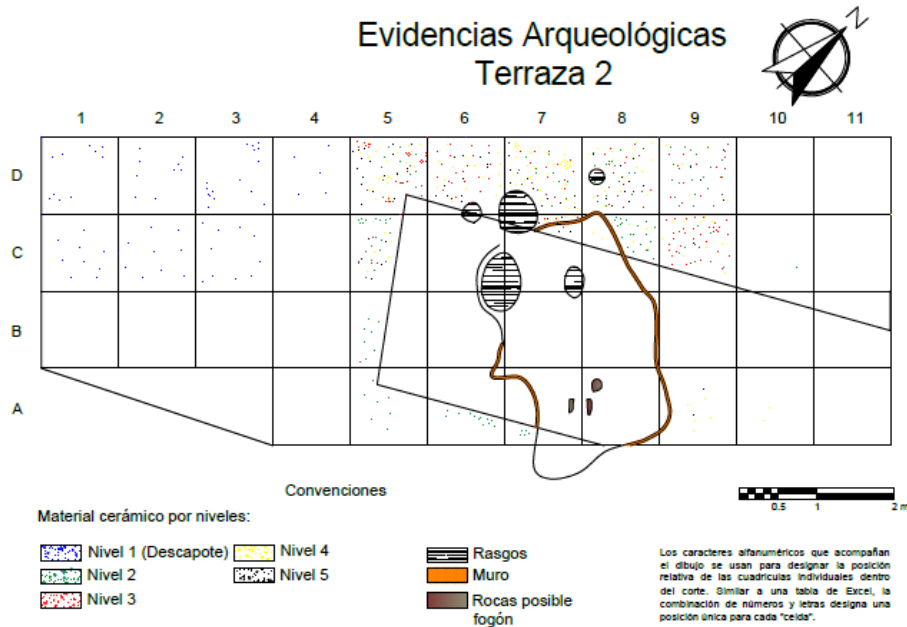 Evidencias Arqueológicas
Terraza 2
N
1 2 3 4 5 6 7 8 9 10 11
D
C
B
A
Convenciones
0.5 1 2 m
Material cerámico por niveles:
Nivel 1 (Descapote)
Nivel 2
Nivel 3
Nivel 4
Nivel 5
Rasgos
Muro
Rocas posible
fogón
Los caracteres alfanuméricos que acompañan
el dibujo se usan para designar la posición
relativa de las cuadriculas individuales dentro
del corte. Similar a una tabla de Excel, la
combinación de números y letras designa una
posición única para cada "celda".